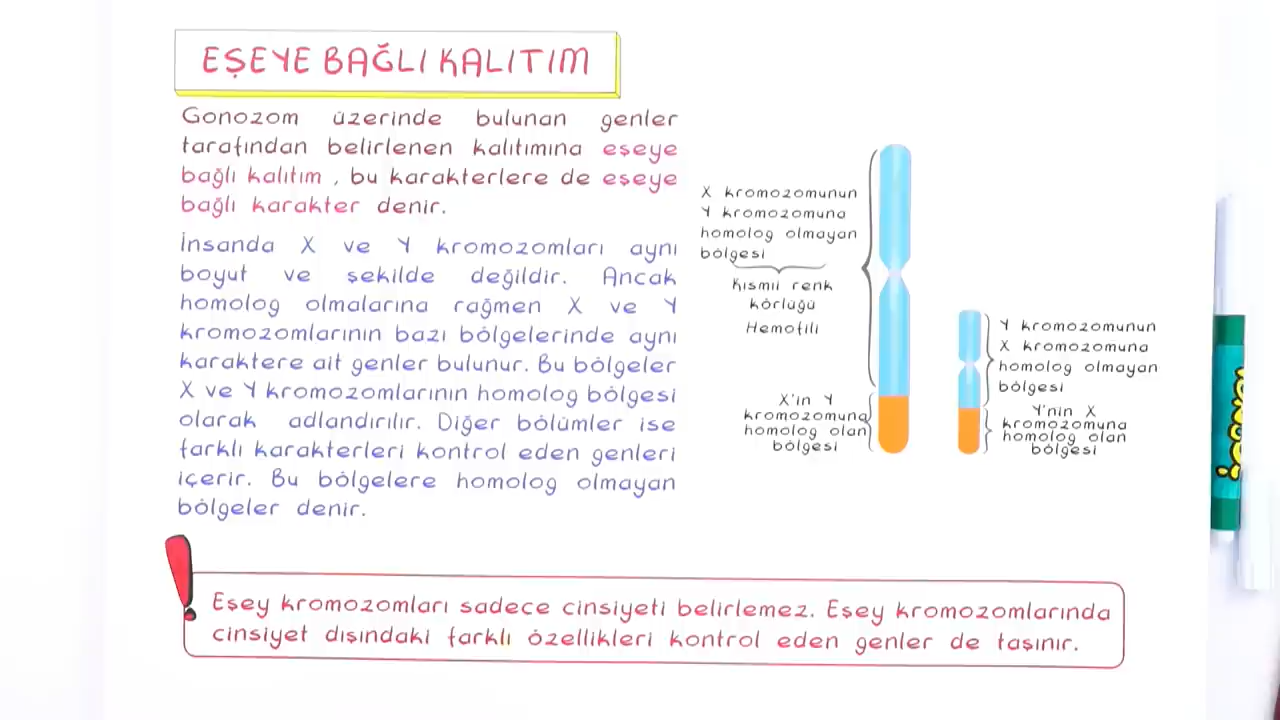 EŞEYE BAĞLI KALITIM
Gonozom üzerinde bulunan genler
tarafından belirlenen kalıtımına eşeye
bağlı kalıtım , bu karakterlere de eşeye
bağlı karakter denir.
İnsanda X ve Y kromozomları aynı
boyut ve şekilde değildir. Ancak
homolog olmalarına rağmen X ve Y
kromozomlarının bazı bölgelerinde aynı
karaktere ait genler bulunur. Bu bölgeler
X ve Y kromozomlarının homolog bölgesi
olarak adlandırılır. Diğer bölümler ise
farklı karakterleri kontrol eden genleri
içerir. Bu bölgelere homolog olmayan
bölgeler denir.
X kromozomunun
Y kromozomuna
homolog olmayan
bölgesi
Kısmii renk
körlüğü
Hemofili
X'in Y
kromozomuna
homolog olan
bölgesi
Y kromozomunun
X kromozomuna
homolog olmayan
bölgesi
Y'nin X
kromozomuna
homolog olan
bölgesi
Eşey kromozomları sadece cinsiyeti belirlemez. Eşey kromozomlarında
cinsiyet dışındaki farklı özellikleri kontrol eden genler de taşınır.